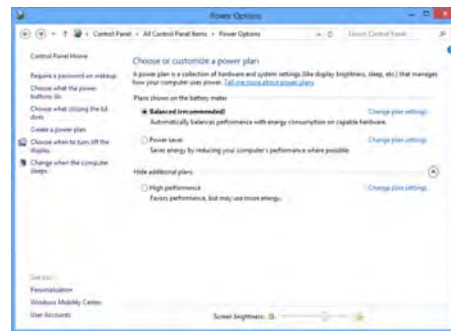 Power Options
Control Panel > All Control Panel Items > Power Options
Search Control Panel
Control Panel Home
Require a password on wakeup
Choose what the power
buttons do
Choose what closing the lid
does
Create a power plan
Choose when to turn off the
display
Change when the computer
sleeps
Choose or customize a power plan
A power plan is a collection of hardware and system settings (like display brightness, sleep, etc.) that manages
how your computer uses power. Tell me more about power plans
Plans shown on the battery meter
Balanced (recommended)
Change plan settings
Automatically balances performance with energy consumption on capable hardware.
Power saver
Change plan settings
Saves energy by reducing your computer's performance where possible.
Hide additional plans
High performance
Change plan settings
Favors performance, but may use more energy.
See also
Personalization
Windows Mobility Center
User Accounts
Screen brightness: